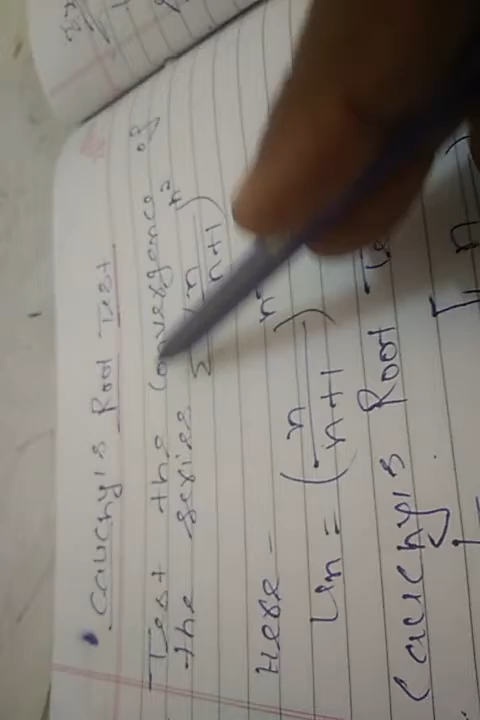 Cauchy's Root Test
Test the Convergence of
the series Σ (n/n+1)^n²
Here -
Un = (n/n+1)^n²
Cauchy's Root